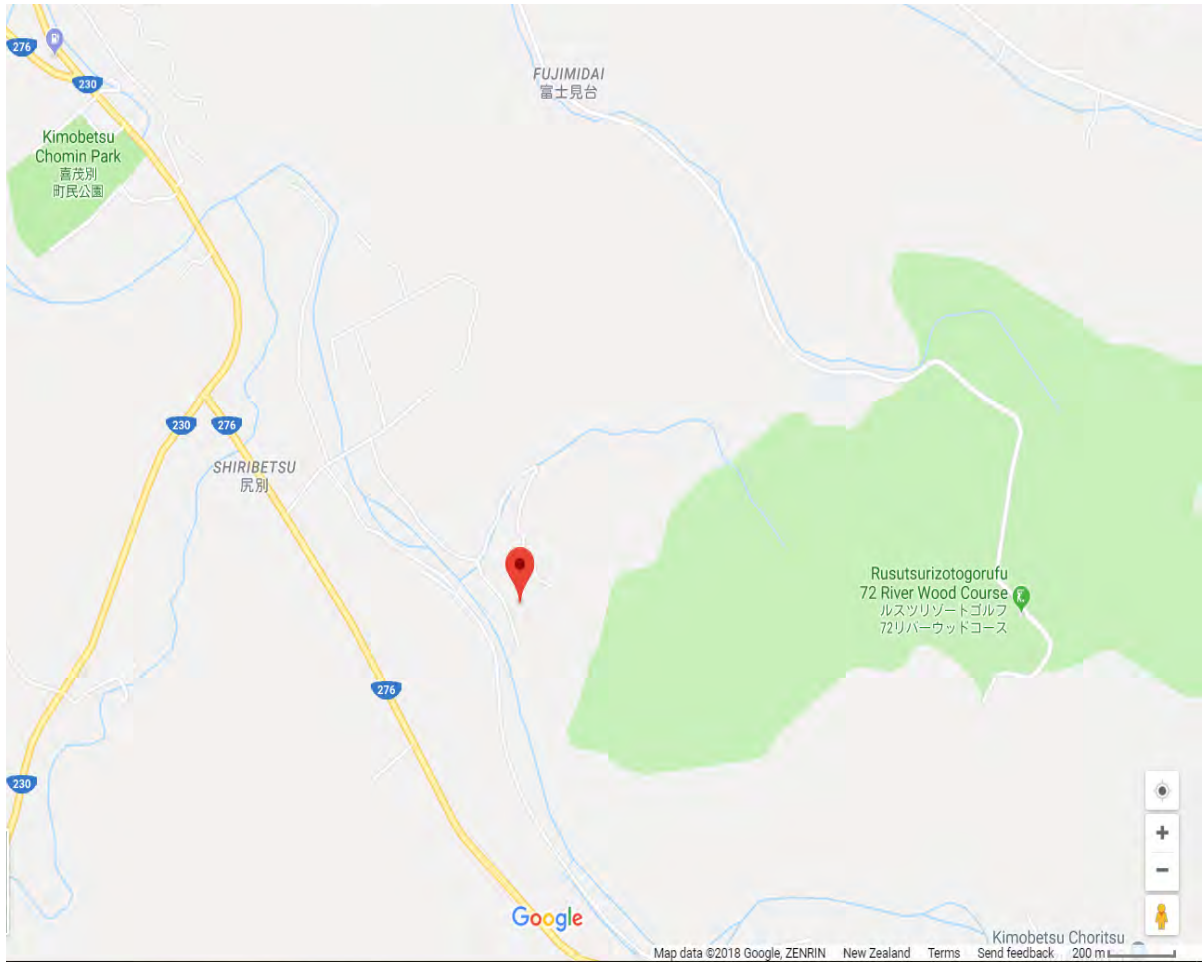 276
230
FUJIMIDAI
富士見台
Kimobetsu
Chomin Park
喜茂別
町民公園
230
276
SHIRIBETSU
尻別
Rusutsurizotogorufu
72 River Wood Course
ルスツリゾートゴルフ
72リバーウッドコース
276
230
Google
Kimobetsu Choritsu
Map data ©2018 Google, ZENRIN New Zealand Terms Send feedback 200 m